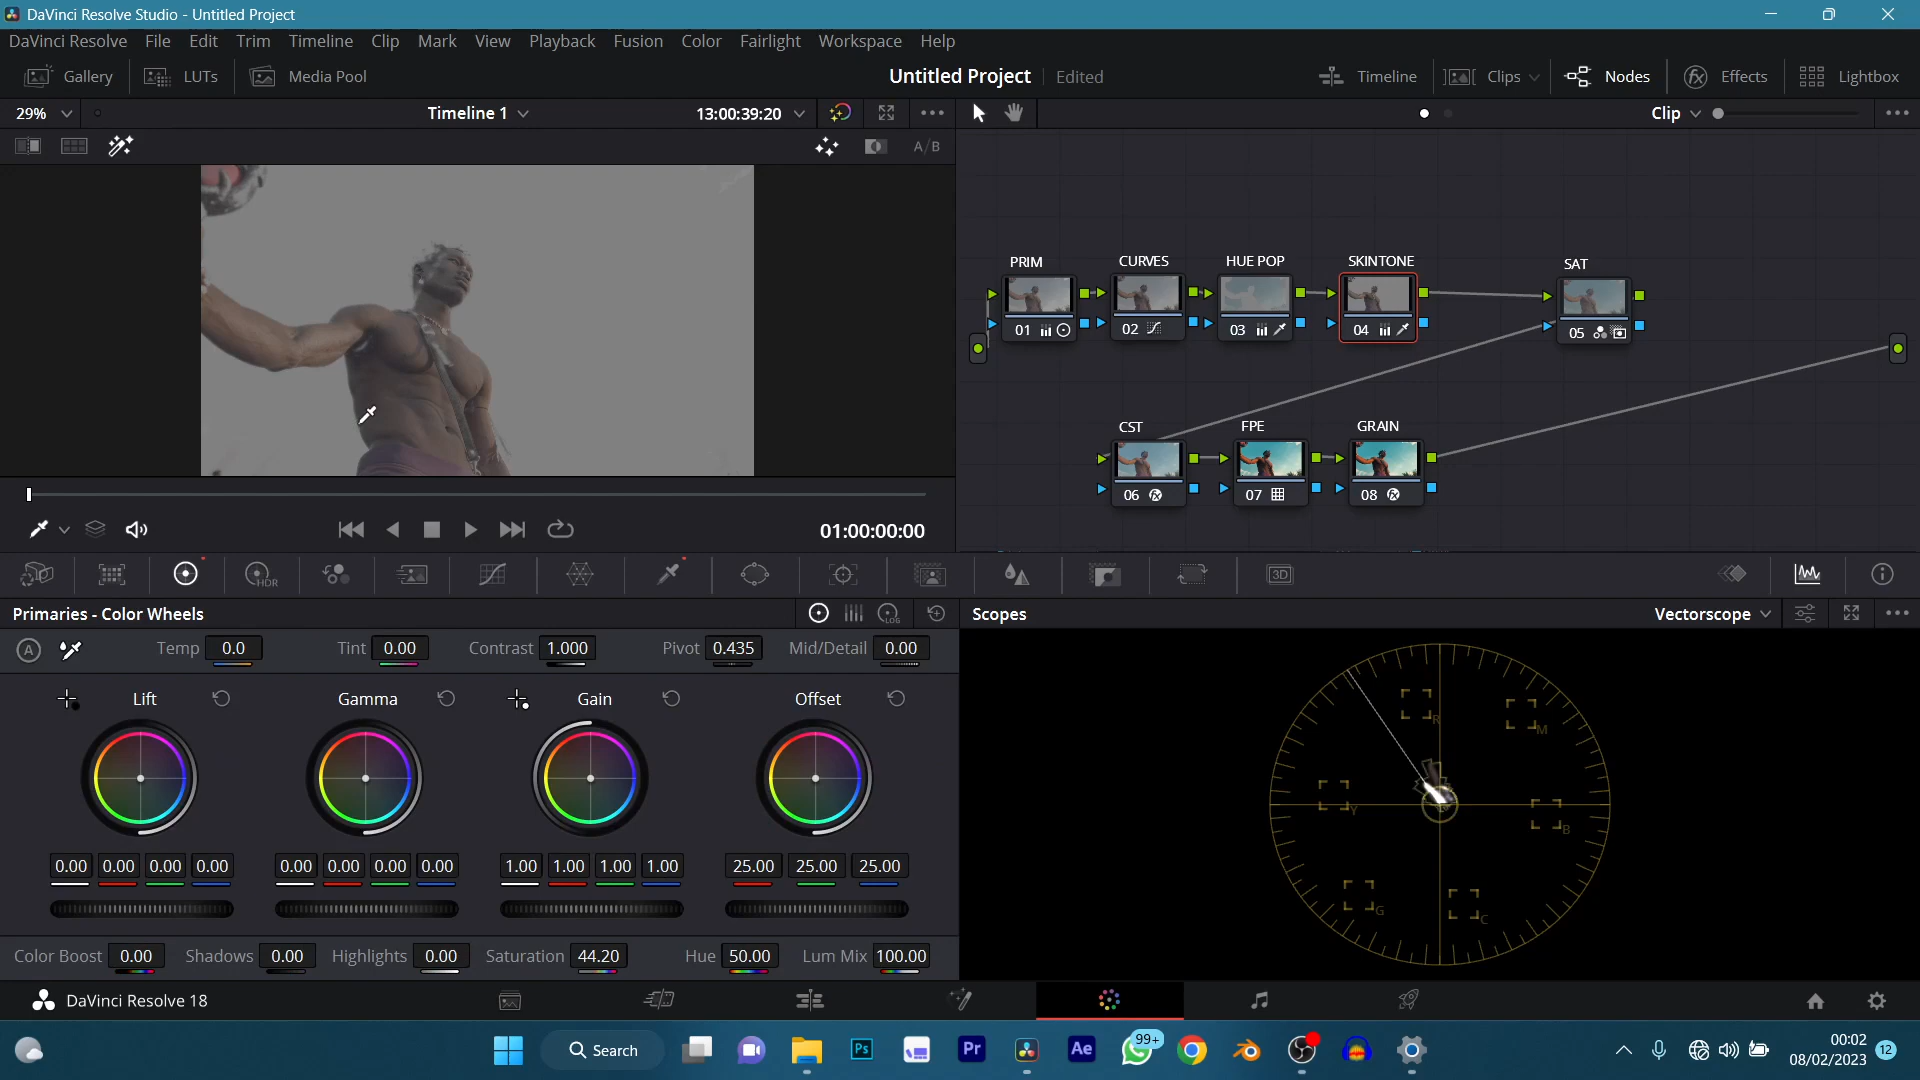 DaVinci Resolve Studio - Untitled Project
DaVinci Resolve File Edit Trim Timeline Clip Mark View Playback Fusion Color Fairlight Workspace Help
Gallery LUTs Media Pool Untitled Project Edited Timeline Clips Nodes Effects Lightbox
29% Timeline 1 13:00:39:20 Clip
A/B
PRIM CURVES HUE POP SKINTONE SAT
01 02 03 04 05
CST FPE GRAIN
06 07 08
01:00:00:00
HDR 3D
Primaries - Color Wheels LOG Scopes Vectorscope
A Temp 0.0 Tint 0.00 Contrast 1.000 Pivot 0.435 Mid/Detail 0.00
Lift Gamma Gain Offset
R M
Y B
G C
0.00 0.00 0.00 0.00 0.00 0.00 0.00 0.00 1.00 1.00 1.00 1.00 25.00 25.00 25.00
Color Boost 0.00 Shadows 0.00 Highlights 0.00 Saturation 44.20 Hue 50.00 Lum Mix 100.00
DaVinci Resolve 18
Search Ps Pr Ae 99+
00:02
08/02/2023 12